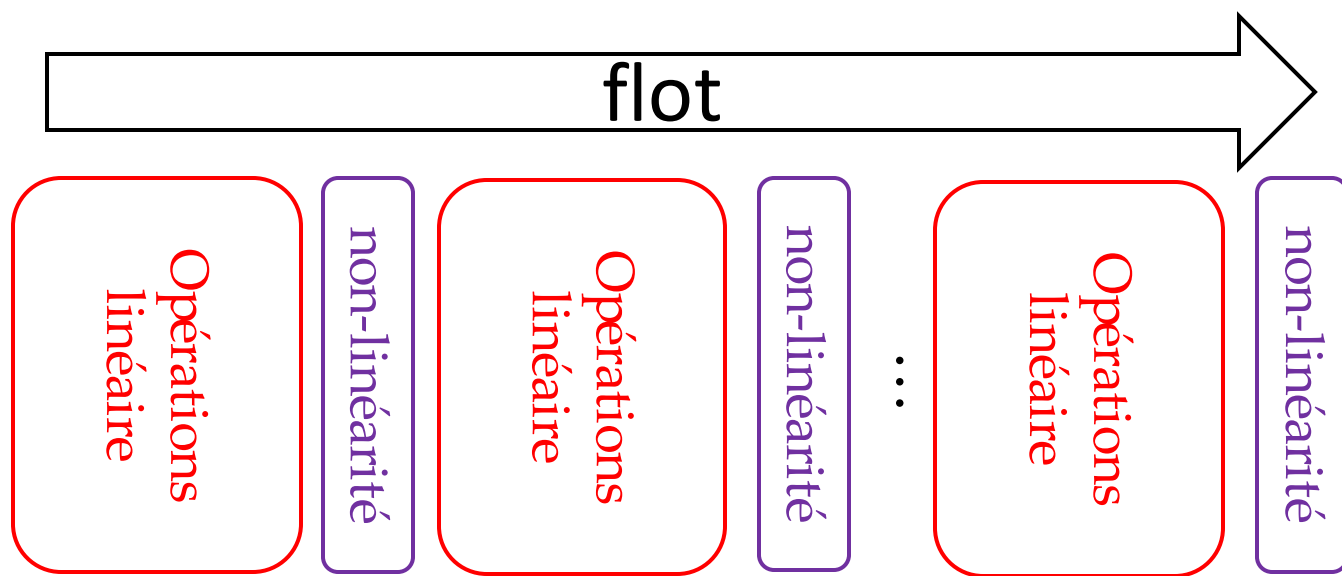 flot
Opérations
linéaire
non-linéarité
Opérations
linéaire
non-linéarité
...
Opérations
linéaire
non-linéarité